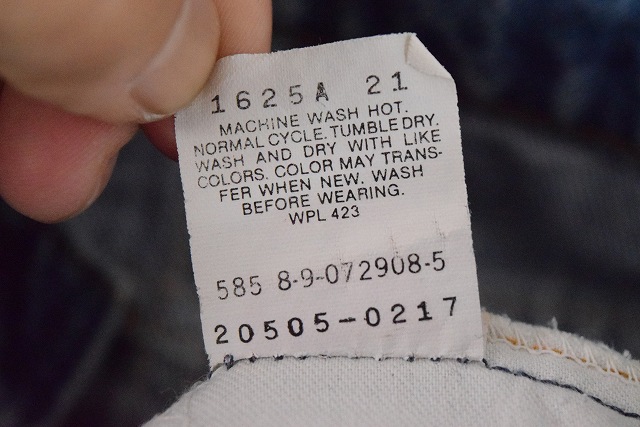 1625A 21
MACHINE WASH HOT.
NORMAL CYCLE. TUMBLE DRY.
WASH AND DRY WITH LIKE
COLORS. COLOR MAY TRANS-
FER WHEN NEW. WASH
BEFORE WEARING.
WPL 423
585 8-9-072908-5
20505-0217